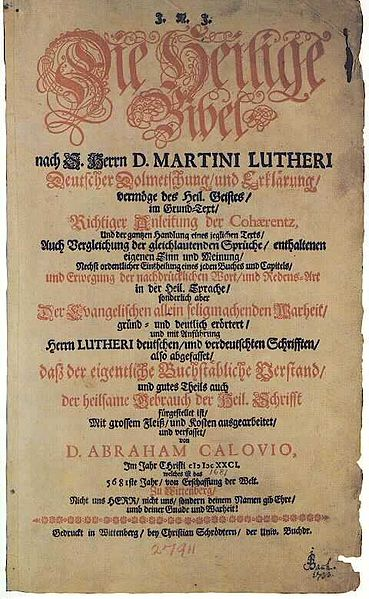 J. N. J.
Die Heilige
Bibel
nach S. Herrn D. MARTINI LUTHERI
Deutscher Dolmetschung/ und Erklärung/
vermöge des Heil. Geistes/
im Grund-Text/
Richtiger Anleitung der Cohærentz,
Und der gantzen Handlung eines jeglichen Texts/
Auch Vergleichung der gleichlautenden Sprüche/ enthaltenen
eigenen Sinn und Meinung/
Nechst ordentlicher Eintheilung eines jeden Buches und Capitels/
und Erwegung der nachdrücklichen Wort/ und Redens-Art
in der Heil. Sprache/
sonderlich aber
Der Evangelischen allein seligmachenden Warheit/
gründ- und deutlich erörtert/
und mit Anführung
Herrn LUTHERI deutschen/ und verdeutschten Schrifften/
also abgefasset/
daß der eigentliche Buchstäbliche Verstand/
und gutes Theils auch
der heilsame Gebrauch der Heil. Schrifft
fürgestellet ist/
Mit grossem Fleiß/ und Kosten ausgearbeitet/
und verfasset/
von
D. ABRAHAM CALOVIO,
Im Jahr Christi cIɔ Iɔc XXCI.
welches ist das 1681
5681ste Jahr/ von Erschaffung der Welt.
Zu Wittenberg/
Nicht uns HERR/ nicht uns/ sondern deinem Namen gib Ehre/
umb deiner Gnade und Warheit!
Gedruckt in Wittenberg/ bey Christian Schrödtern/ der Univ. Buchdr.
JSBach.
1733.